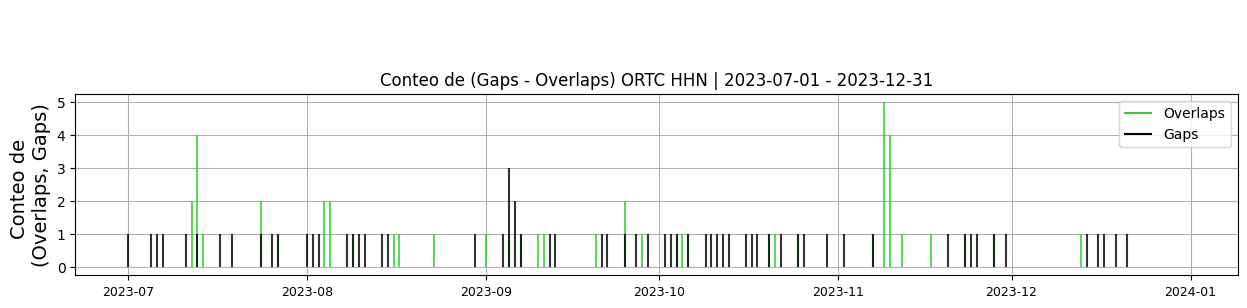 Conteo de (Gaps - Overlaps) ORTC HHN | 2023-07-01 - 2023-12-31
Conteo de
(Overlaps, Gaps)
5
4
3
2
1
0
Overlaps
Gaps
2023-07
2023-08
2023-09
2023-10
2023-11
2023-12
2024-01